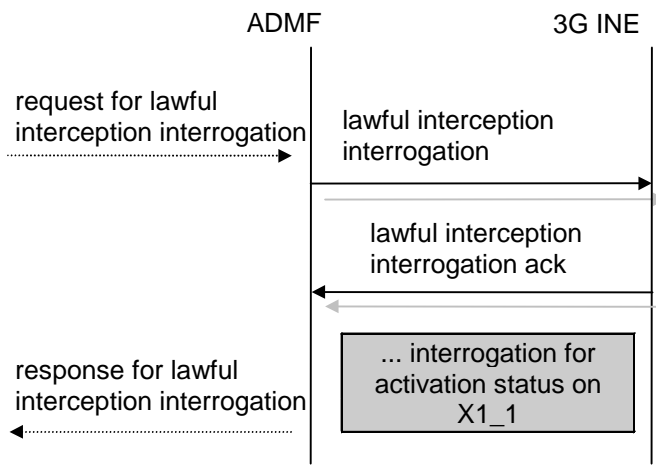 ADMF
3G INE
request for lawful
interception interrogation
lawful interception
interrogation
lawful interception
interrogation ack
... interrogation for
activation status on
X1_1
response for lawful
interception interrogation